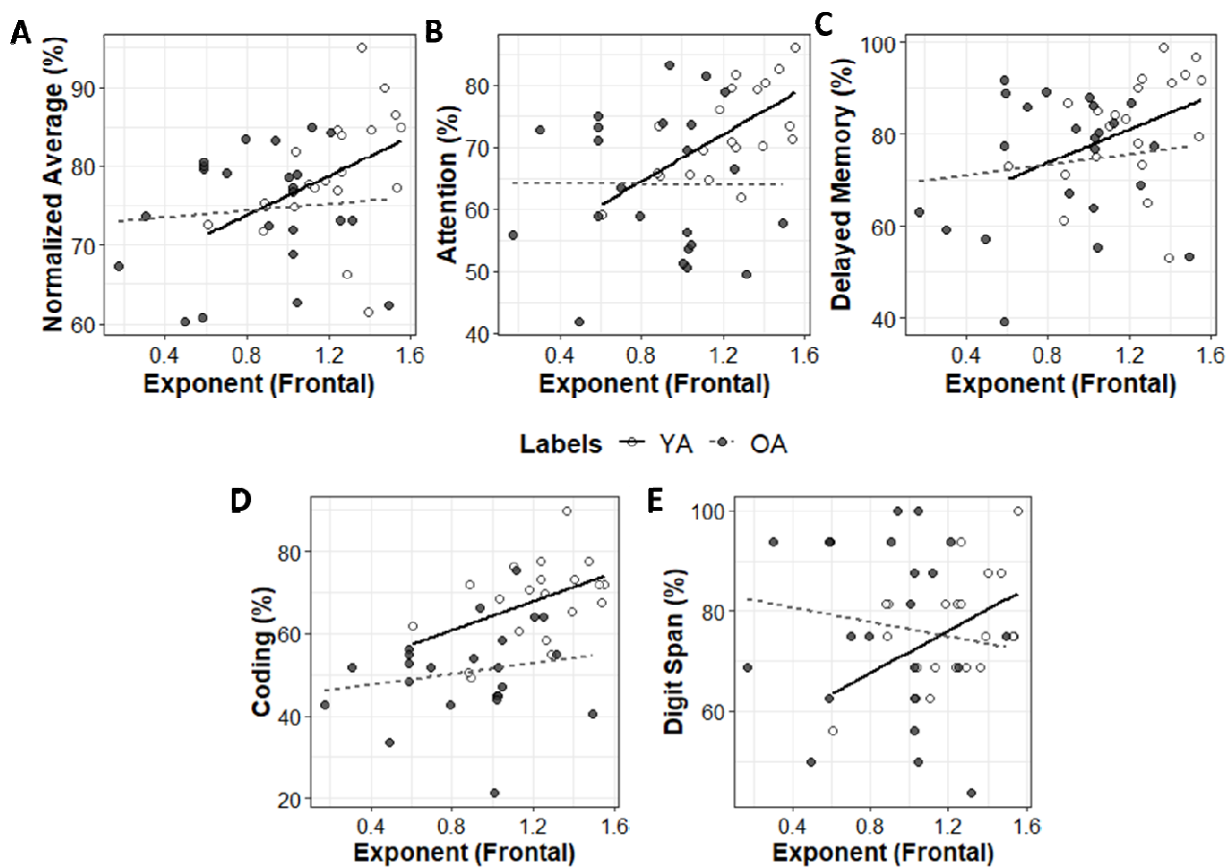 A
Normalized Average (%)
90
80
70
60
0.4 0.8 1.2 1.6
Exponent (Frontal)
B
Attention (%)
80
70
60
50
40
0.4 0.8 1.2 1.6
Exponent (Frontal)
C
Delayed Memory (%)
100
80
60
40
0.4 0.8 1.2 1.6
Exponent (Frontal)
Labels YA OA
D
Coding (%)
80
60
40
20
0.4 0.8 1.2 1.6
Exponent (Frontal)
E
Digit Span (%)
100
80
60
0.4 0.8 1.2 1.6
Exponent (Frontal)